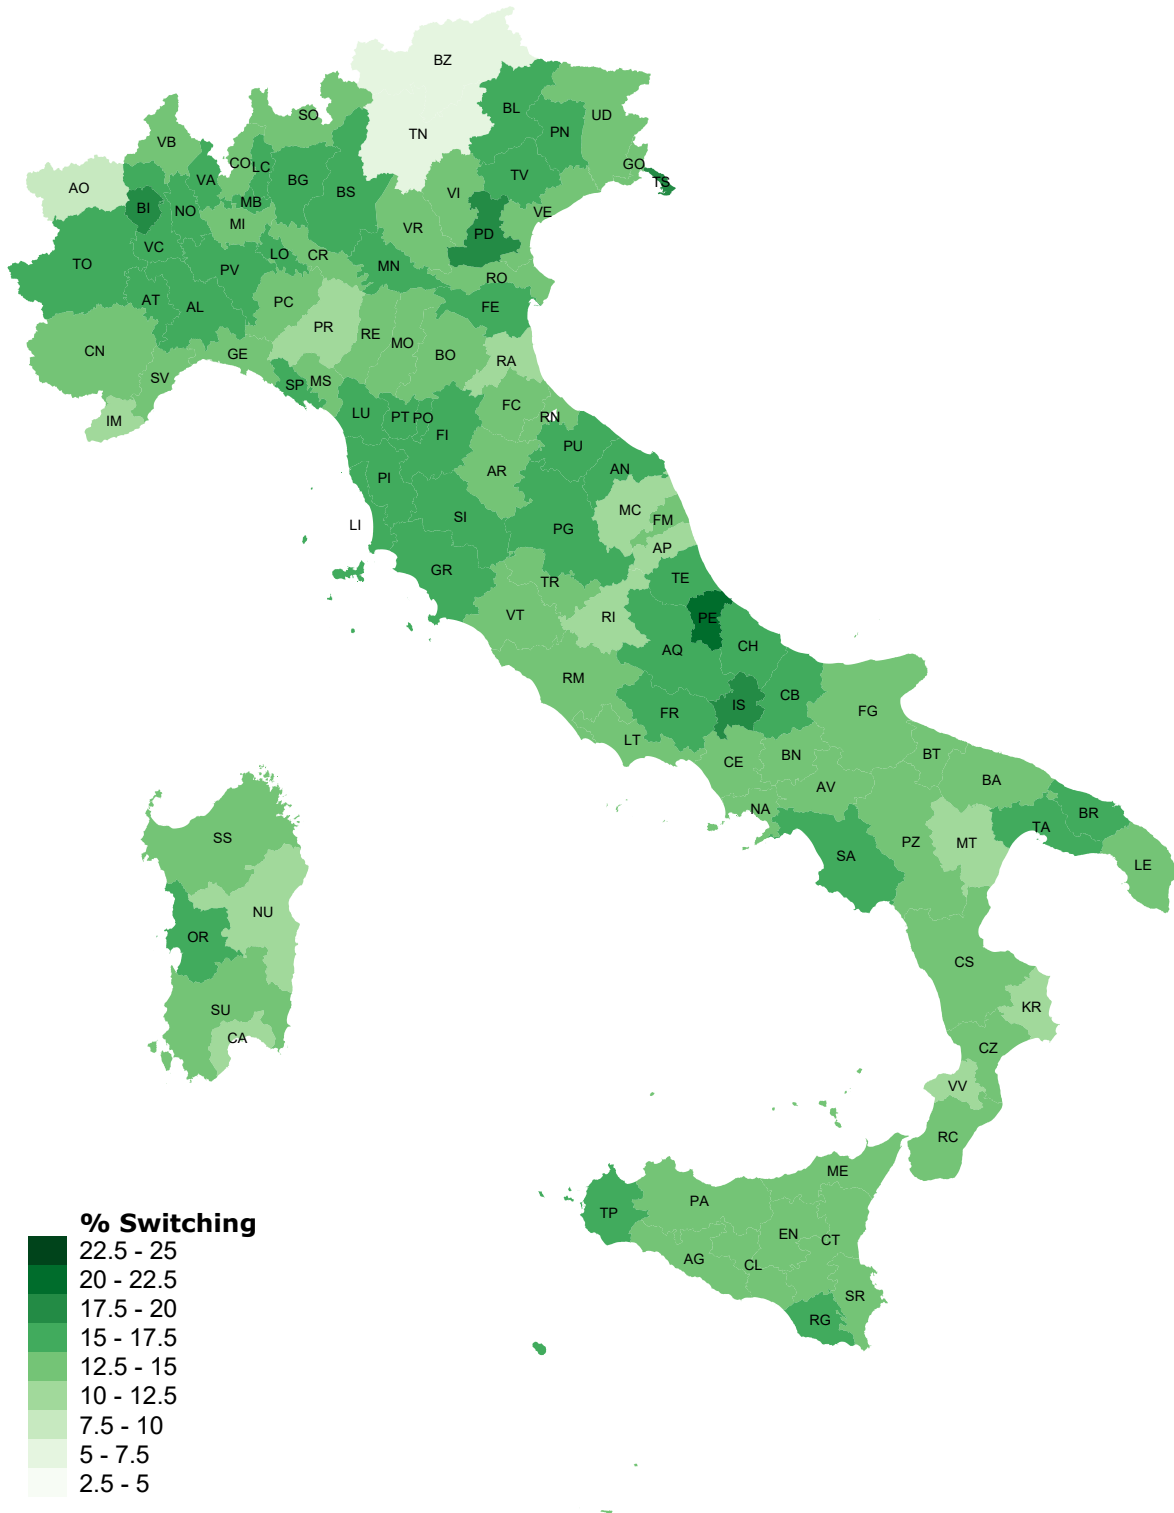 BZ
BL
UD
SO
PN
TN
VB
CO
LC
GO
TV
VA
BG
TS
AO
BS
VI
MB
BI
NO
VE
MI
VR
PD
VC
LO
CR
TO
PV
MN
RO
AT
AL
PC
FE
PR
RE
MO
CN
GE
BO
RA
SV
SP
MS
FC
IM
LU
PT
PO
RN
FI
PU
AN
AR
PI
MC
SI
FM
LI
PG
AP
GR
TR
TE
VT
RI
PE
CH
AQ
RM
CB
IS
FG
FR
LT
BT
BN
CE
BA
AV
NA
BR
TA
SS
PZ
MT
SA
LE
NU
OR
CS
SU
KR
CA
CZ
VV
RC
ME
PA
TP
EN
CT
AG
CL
SR
RG
% Switching
22.5 - 25
20 - 22.5
17.5 - 20
15 - 17.5
12.5 - 15
10 - 12.5
7.5 - 10
5 - 7.5
2.5 - 5